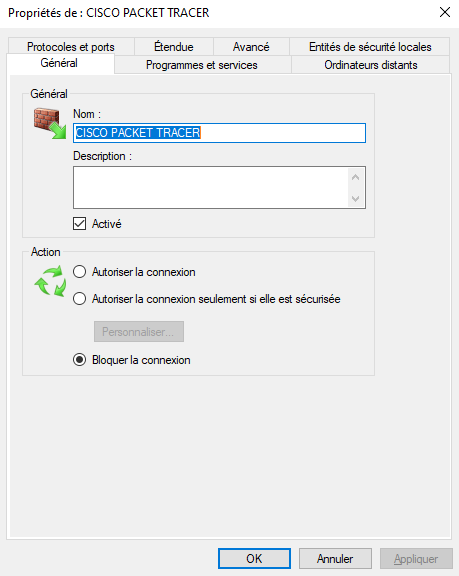 Propriétés de : CISCO PACKET TRACER
Protocoles et ports Étendue Avancé Entités de sécurité locales
Général Programmes et services Ordinateurs distants
Général
Nom :
CISCO PACKET TRACER
Description :
Activé
Action
Autoriser la connexion
Autoriser la connexion seulement si elle est sécurisée
Personnaliser...
Bloquer la connexion
OK Annuler Appliquer